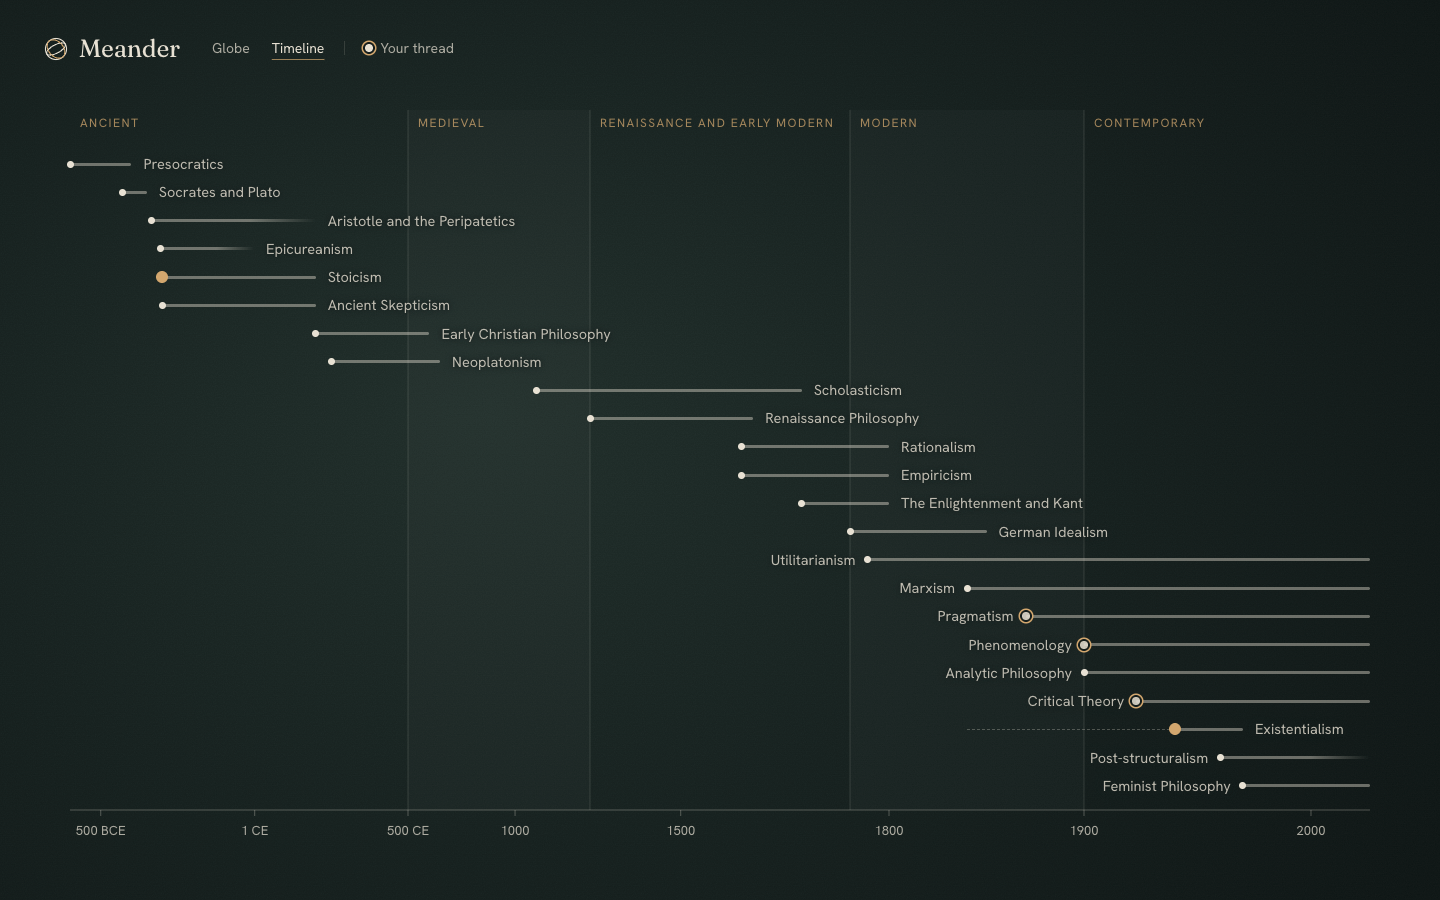 Meander
Globe
Timeline
Your thread
ANCIENT
MEDIEVAL
RENAISSANCE AND EARLY MODERN
MODERN
CONTEMPORARY
Presocratics
Socrates and Plato
Aristotle and the Peripatetics
Epicureanism
Stoicism
Ancient Skepticism
Early Christian Philosophy
Neoplatonism
Scholasticism
Renaissance Philosophy
Rationalism
Empiricism
The Enlightenment and Kant
German Idealism
Utilitarianism
Marxism
Pragmatism
Phenomenology
Analytic Philosophy
Critical Theory
Existentialism
Post-structuralism
Feminist Philosophy
500 BCE
1 CE
500 CE
1000
1500
1800
1900
2000